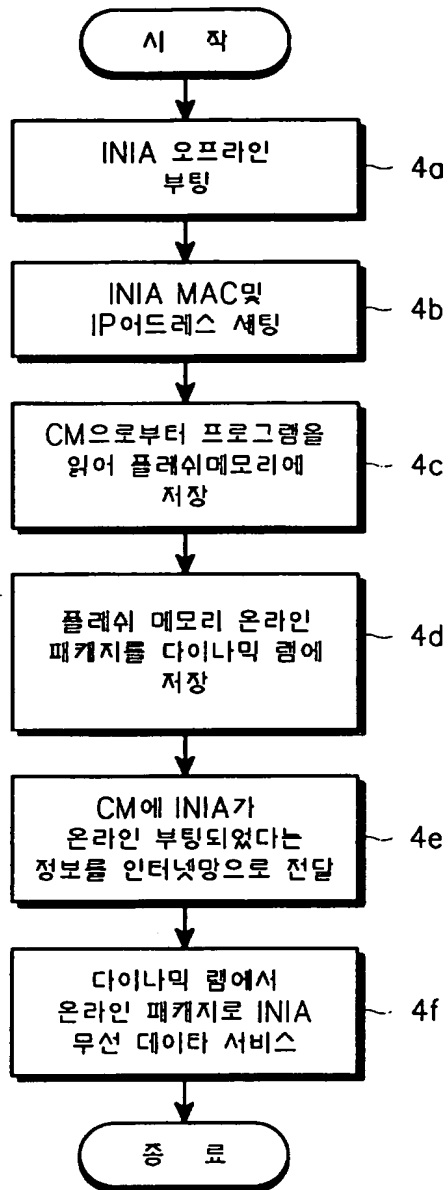 시 작
INIA 오프라인
부팅
4a
INIA MAC및
IP어드레스 세팅
4b
CM으로부터 프로그램을
읽어 플래쉬메모리에
저장
4c
플래쉬 메모리 온라인
패캐지를 다이나믹 램에
저장
4d
CM에 INIA가
온라인 부팅되었다는
정보를 인터넷망으로 전달
4e
다이나믹 램에서
온라인 패캐지로 INIA
무선 데이타 서비스
4f
종 료